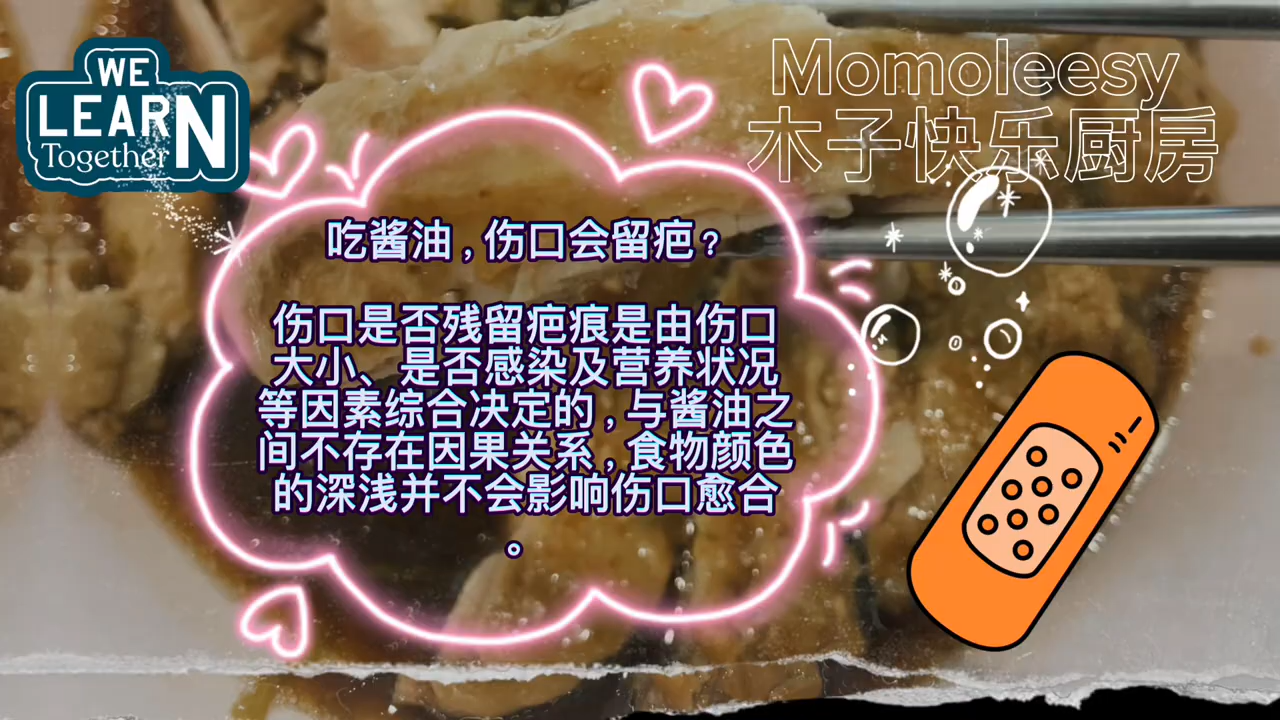 WE
LEARN
Together
Momoleesy
木子快乐厨房
吃酱油,伤口会留疤?
伤口是否残留疤痕是由伤口
大小、是否感染及营养状况
等因素综合决定的,与酱油之
间不存在因果关系,食物颜色
的深浅并不会影响伤口愈合
。